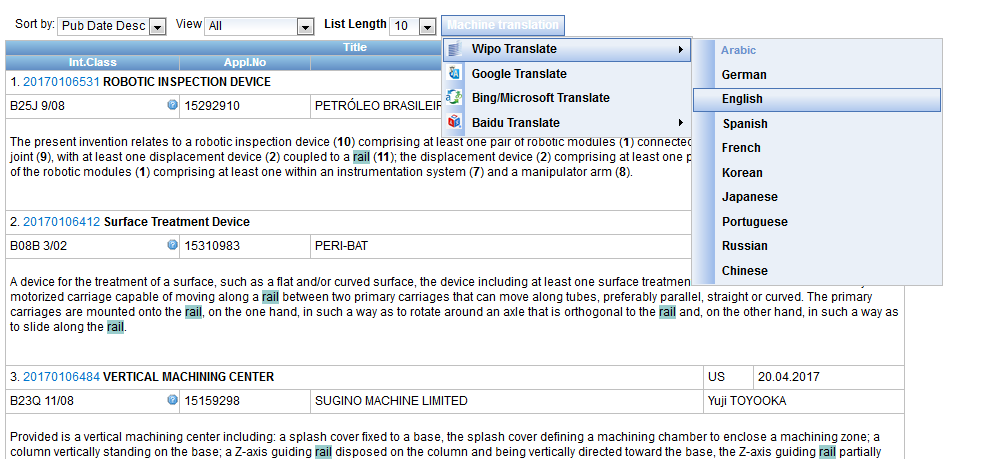 Sort by: Pub Date Desc View All List Length 10 Machine translation
Title
Int.Class Appl.No
Wipo Translate
Google Translate
Bing/Microsoft Translate
Baidu Translate
Arabic
German
English
Spanish
French
Korean
Japanese
Portuguese
Russian
Chinese
1. 20170106531 ROBOTIC INSPECTION DEVICE
B25J 9/08 15292910 PETRÓLEO BRASILEIR
The present invention relates to a robotic inspection device (10) comprising at least one pair of robotic modules (1) connected
joint (9), with at least one displacement device (2) coupled to a rail (11); the displacement device (2) comprising at least one
of the robotic modules (1) comprising at least one within an instrumentation system (7) and a manipulator arm (8).
2. 20170106412 Surface Treatment Device
B08B 3/02 15310983 PERI-BAT
A device for the treatment of a surface, such as a flat and/or curved surface, the device including at least one surface treatment
motorized carriage capable of moving along a rail between two primary carriages that can move along tubes, preferably parallel, straight or curved. The primary
carriages are mounted onto the rail, on the one hand, in such a way as to rotate around an axle that is orthogonal to the rail and, on the other hand, in such a way as
to slide along the rail.
3. 20170106484 VERTICAL MACHINING CENTER US 20.04.2017
B23Q 11/08 15159298 SUGINO MACHINE LIMITED Yuji TOYOOKA
Provided is a vertical machining center including: a splash cover fixed to a base, the splash cover defining a machining chamber to enclose a machining zone; a
column vertically standing on the base; a Z-axis guiding rail disposed on the column and being vertically directed toward the base, the Z-axis guiding rail partially